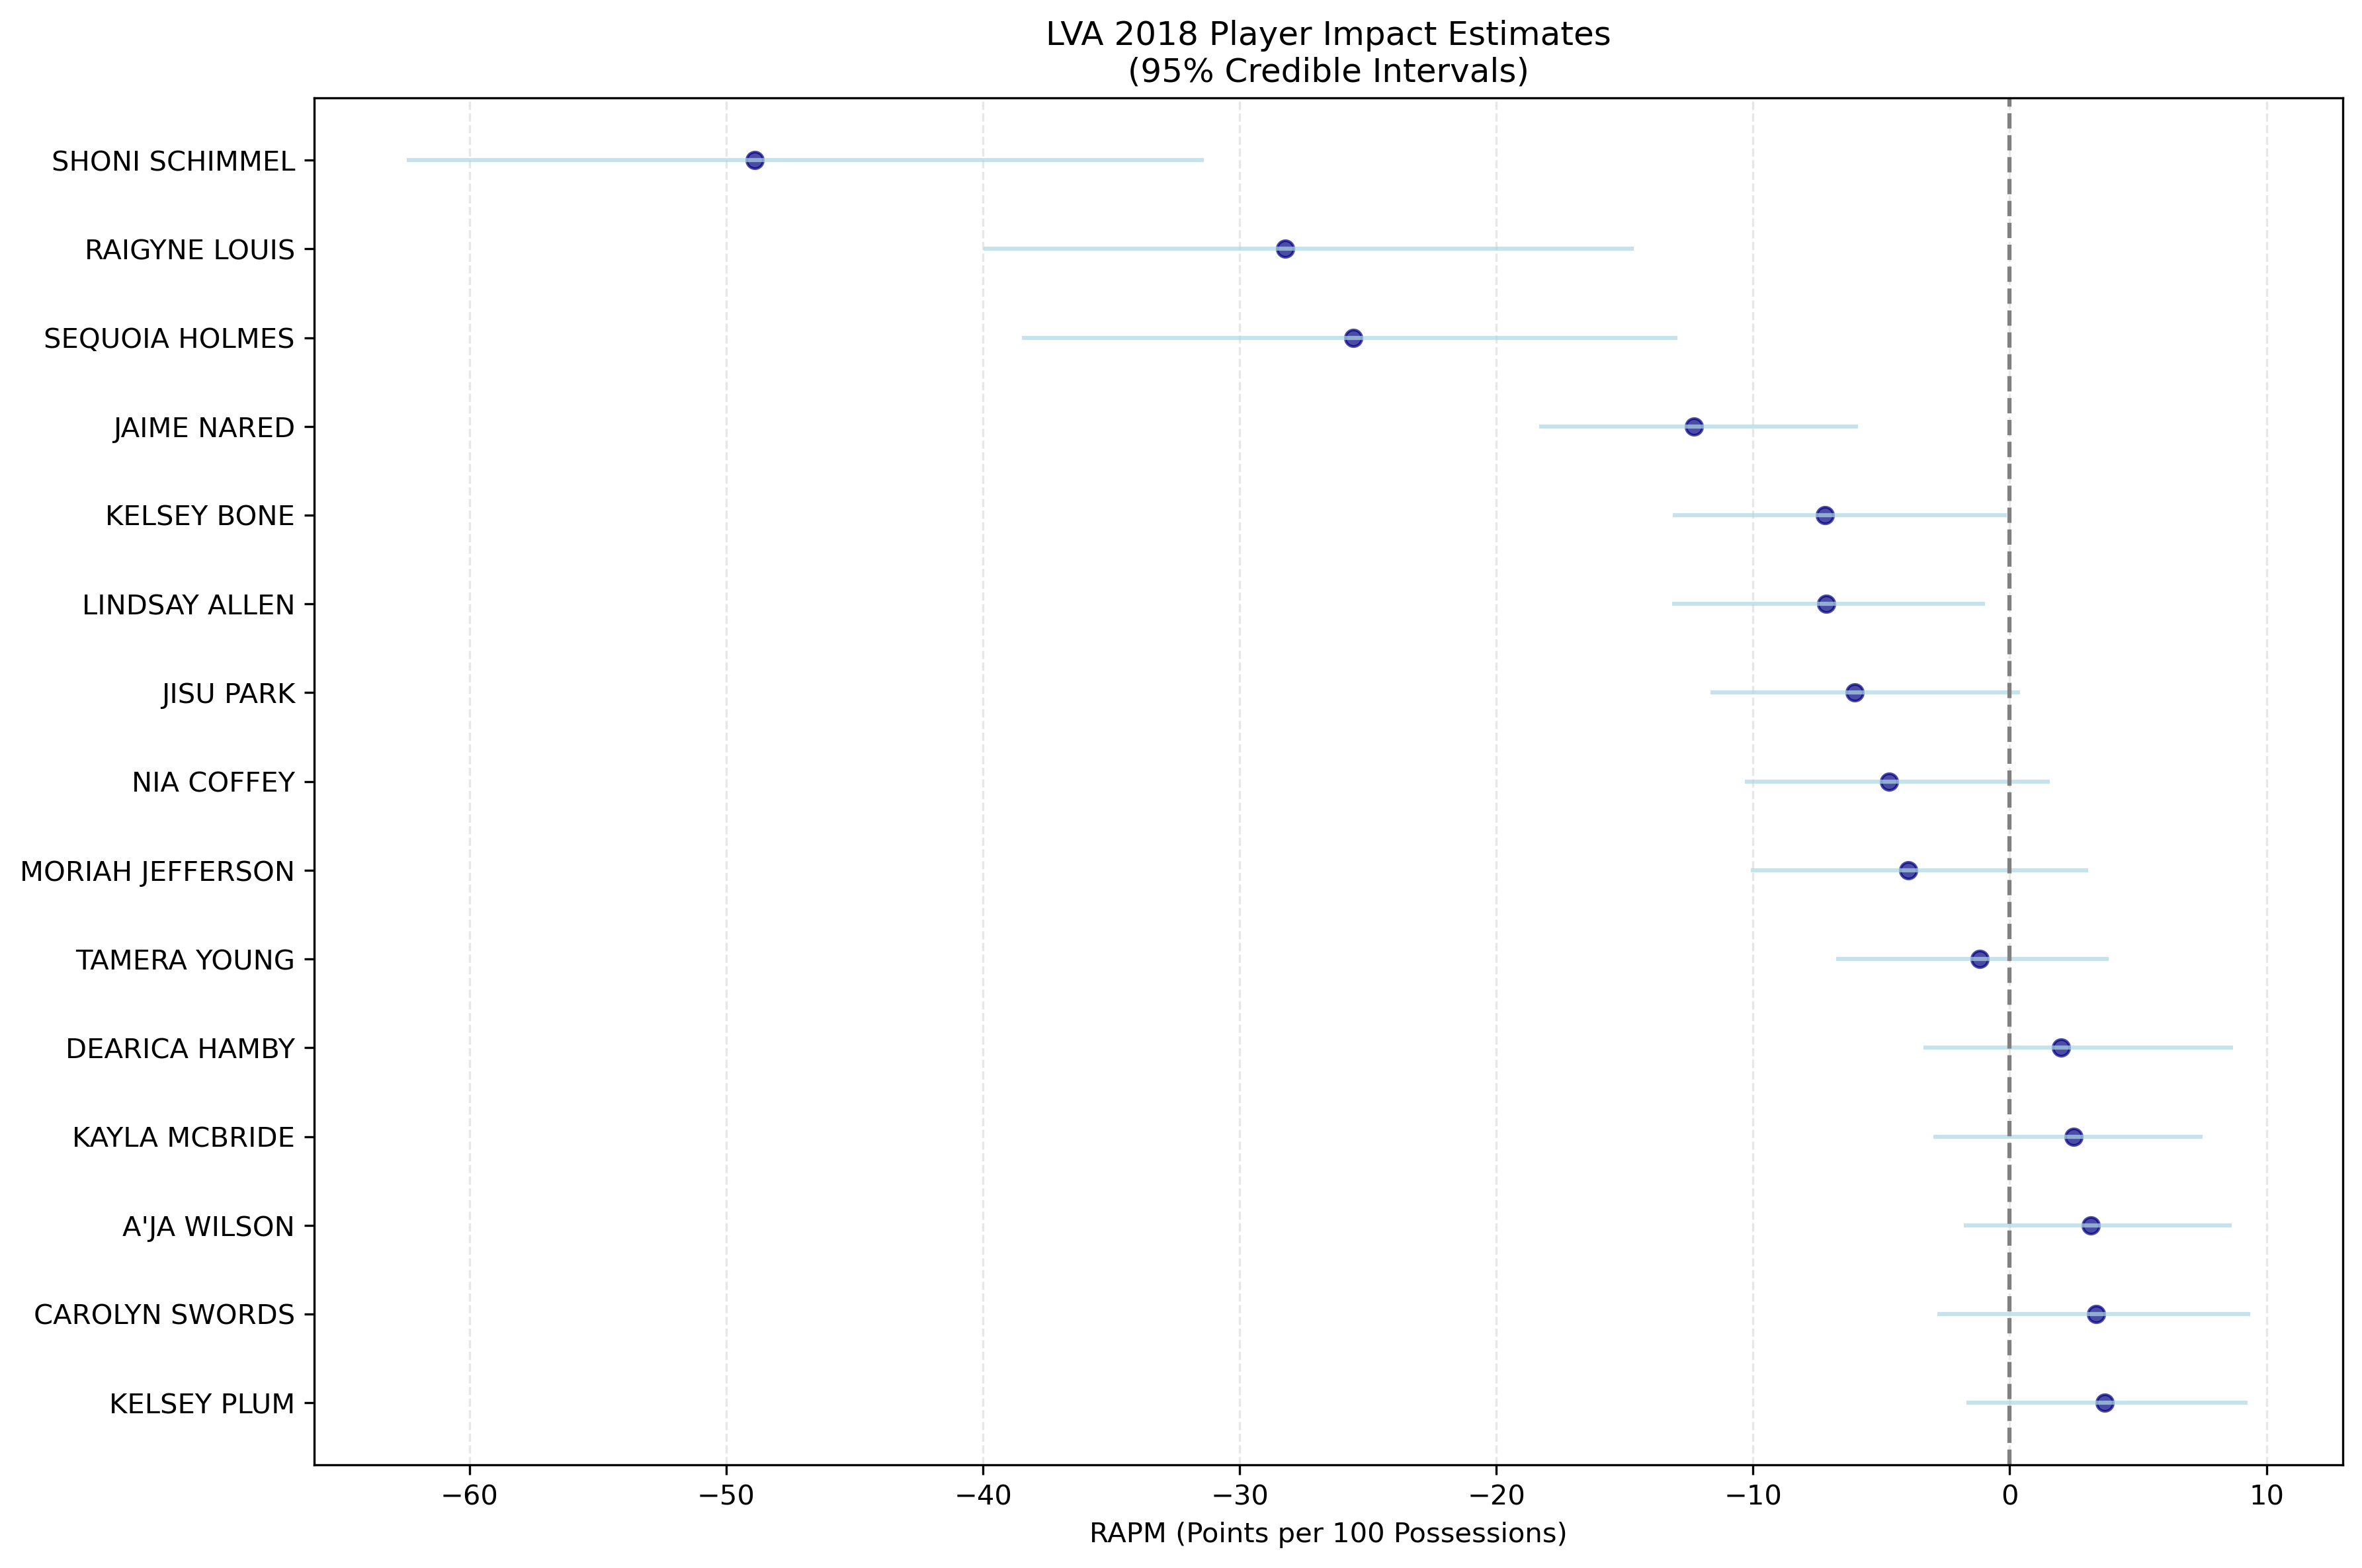 LVA 2018 Player Impact Estimates
(95% Credible Intervals)
SHONI SCHIMMEL
RAIGYNE LOUIS
SEQUOIA HOLMES
JAIME NARED
KELSEY BONE
LINDSAY ALLEN
JISU PARK
NIA COFFEY
MORIAH JEFFERSON
TAMERA YOUNG
DEARICA HAMBY
KAYLA MCBRIDE
A'JA WILSON
CAROLYN SWORDS
KELSEY PLUM
−60 −50 −40 −30 −20 −10 0 10
RAPM (Points per 100 Possessions)